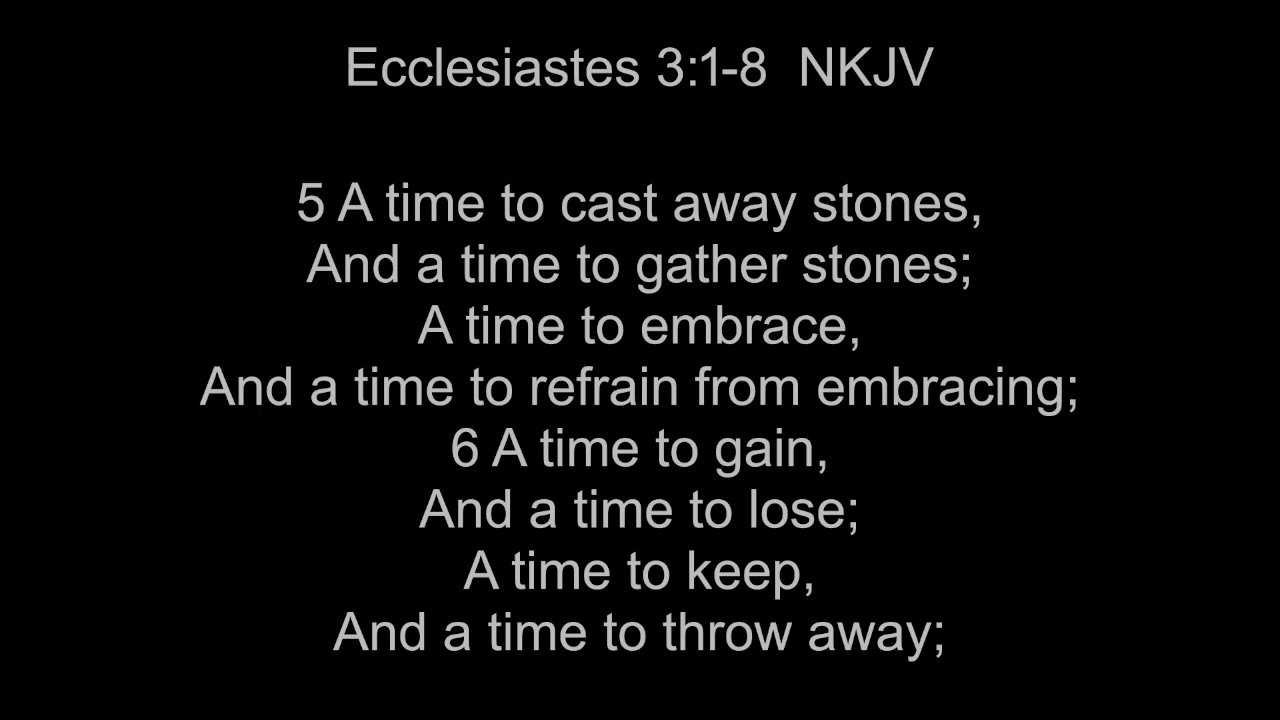 Ecclesiastes 3:1-8  NKJV
5 A time to cast away stones,
And a time to gather stones;
A time to embrace,
And a time to refrain from embracing;
6 A time to gain,
And a time to lose;
A time to keep,
And a time to throw away;